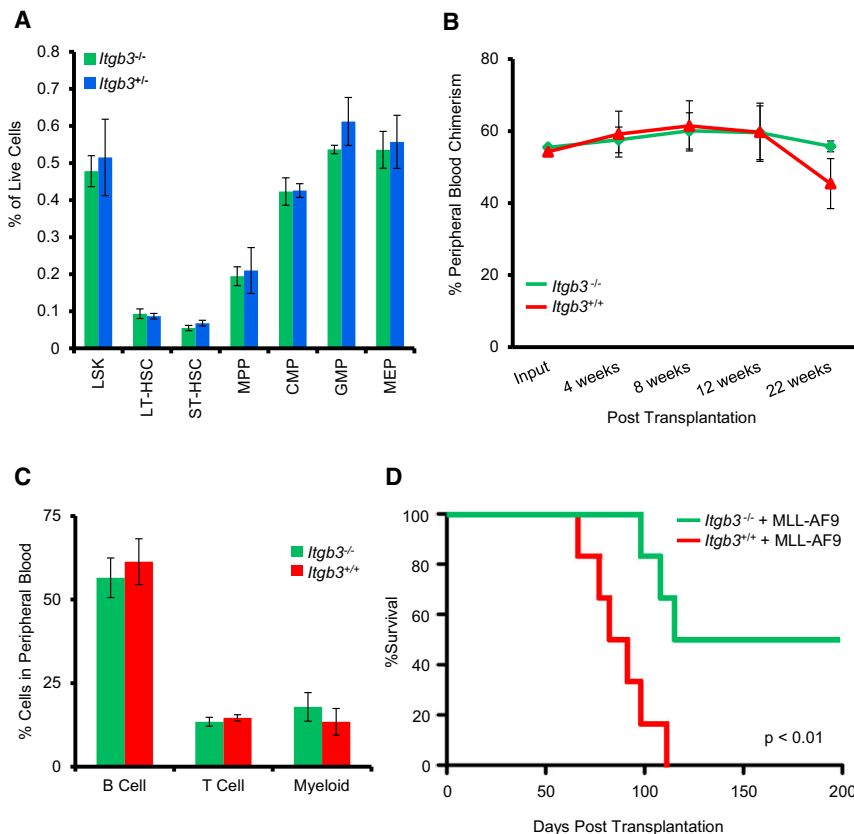 A
Itgb3-/-
Itgb3+/-
% of Live Cells
0.8
0.7
0.6
0.5
0.4
0.3
0.2
0.1
0
LSK
LT-HSC
ST-HSC
MPP
CMP
GMP
MEP
B
% Peripheral Blood Chimerism
80
60
40
20
0
Itgb3 -/-
Itgb3+/+
Input
4 weeks
8 weeks
12 weeks
22 weeks
Post Transplantation
C
% Cells in Peripheral Blood
75
50
25
0
Itgb3-/-
Itgb3+/+
B Cell
T Cell
Myeloid
D
%Survival
100
80
60
40
20
0
Itgb3 -/- + MLL-AF9
Itgb3+/+ + MLL-AF9
p < 0.01
0
50
100
150
200
Days Post Transplantation